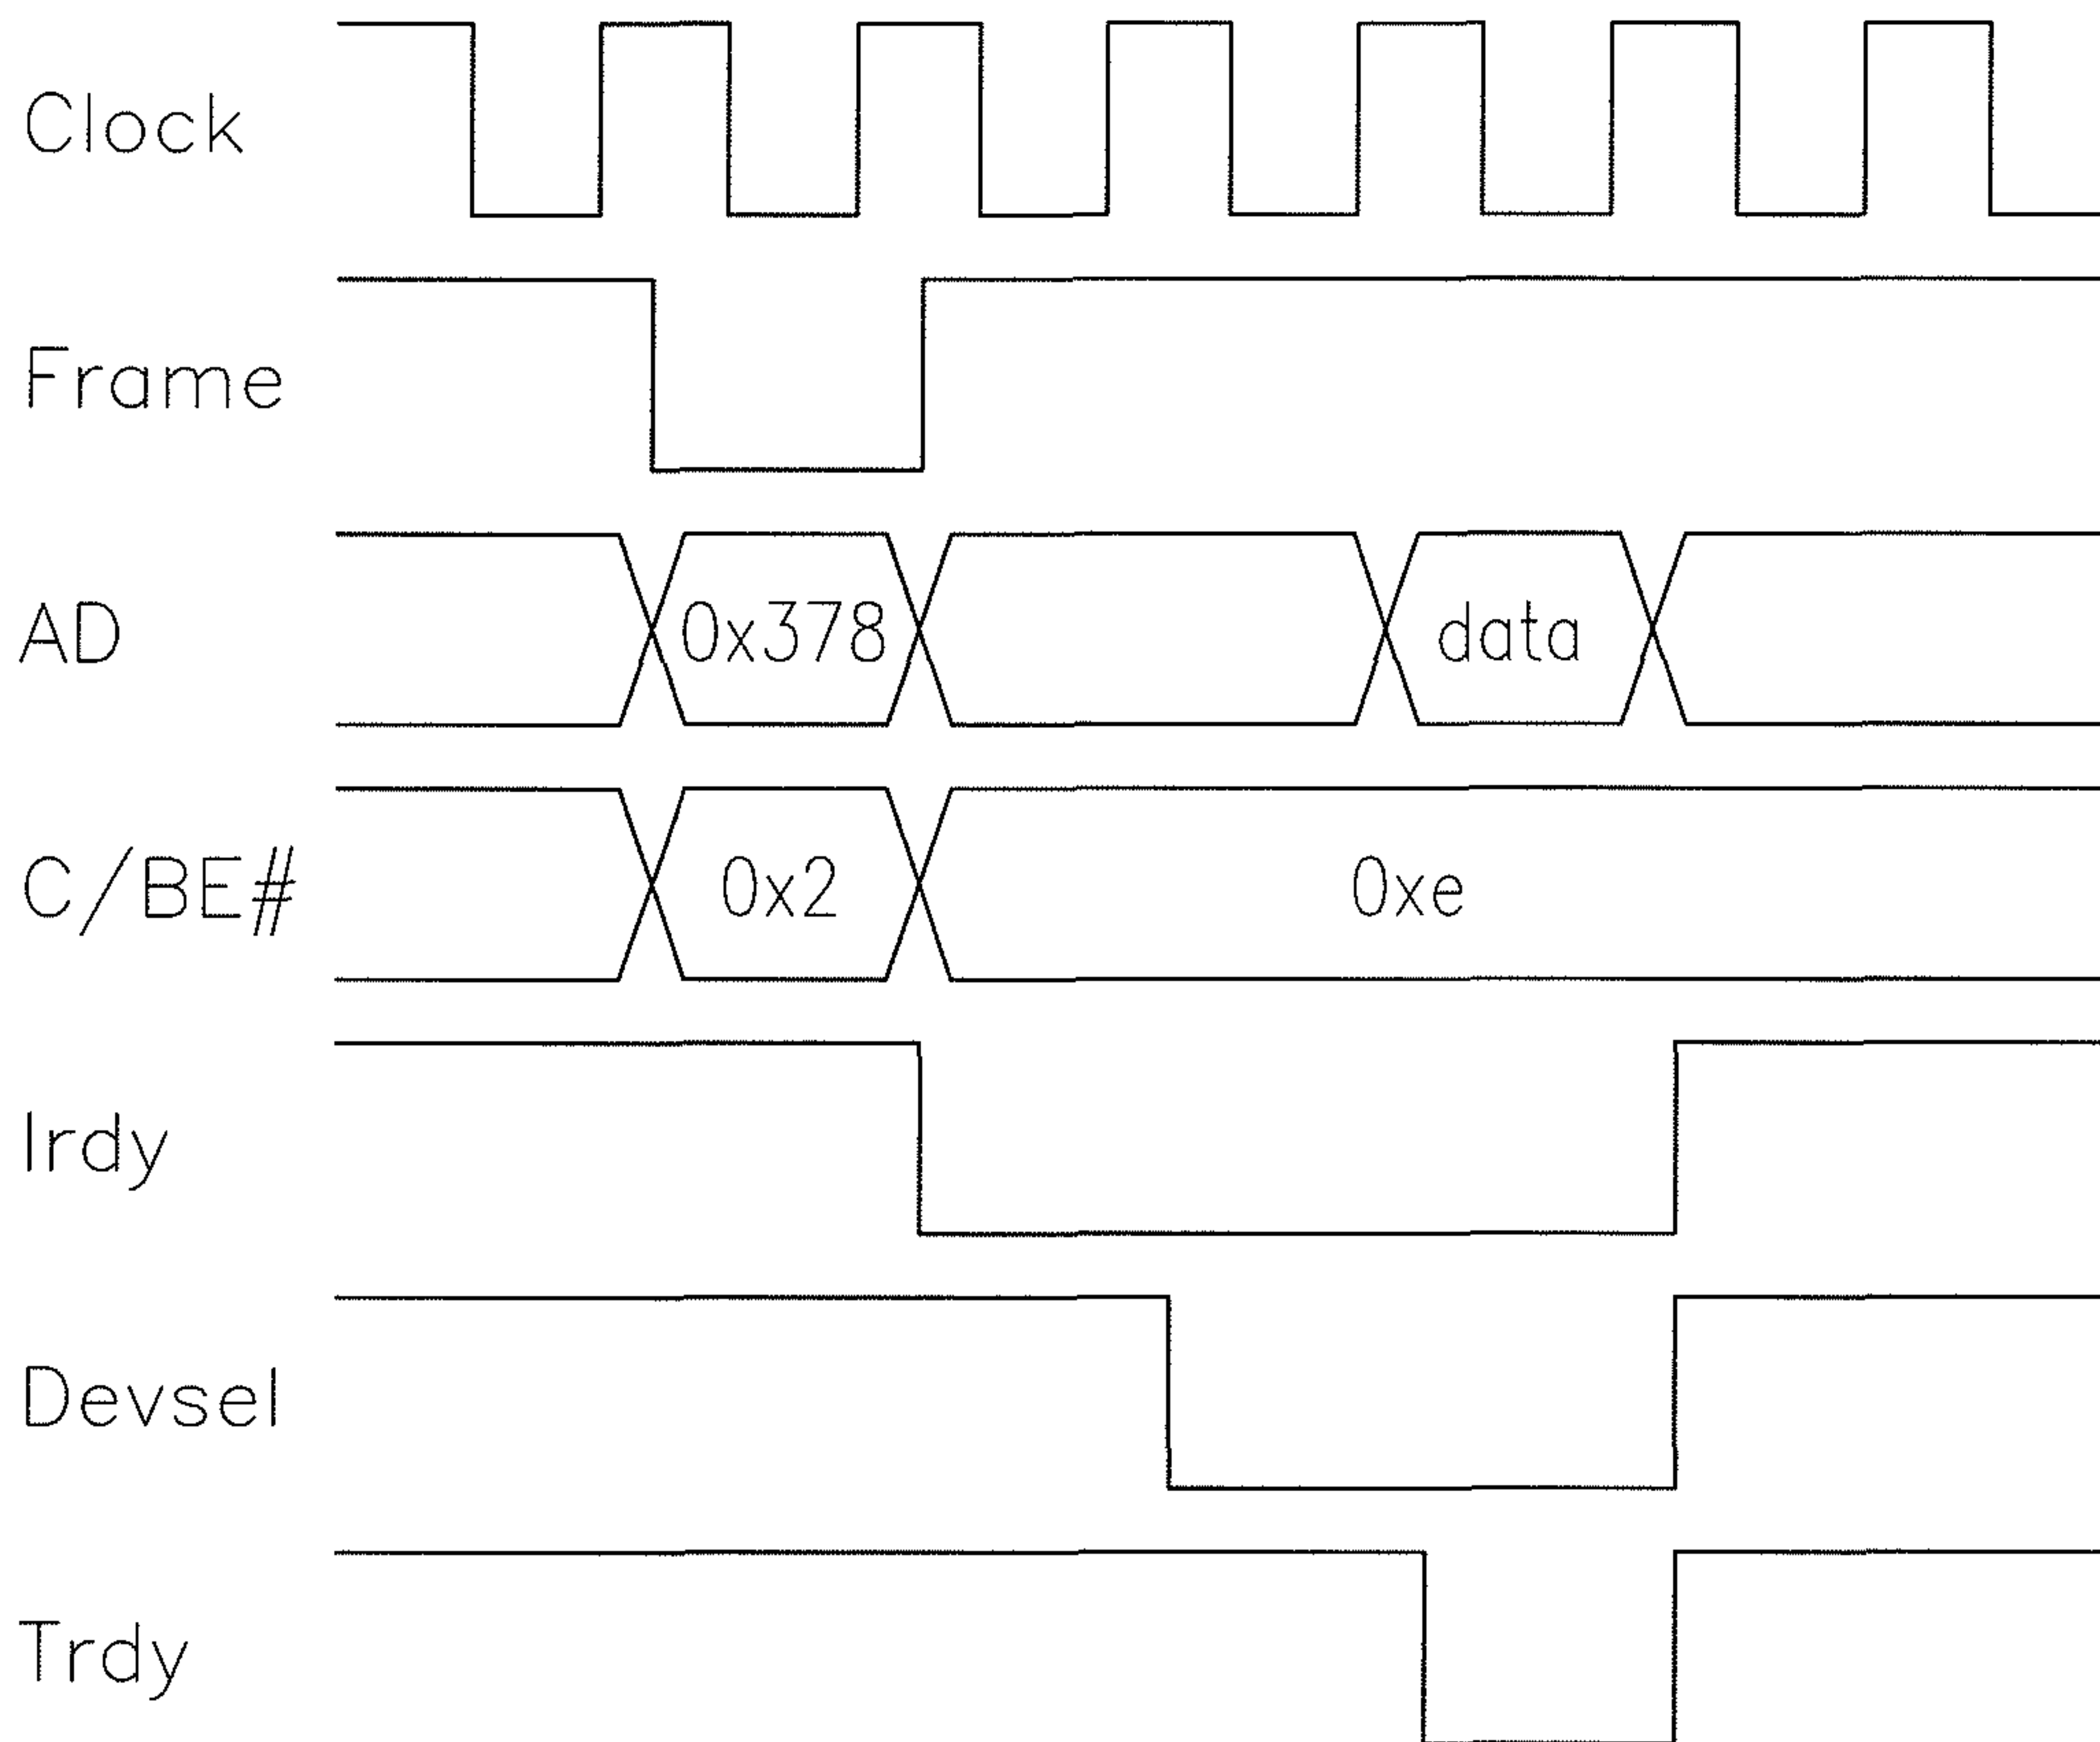 Clock
Frame
AD 0x378 data
C/BE# 0x2 0xe
Irdy
Devsel
Trdy